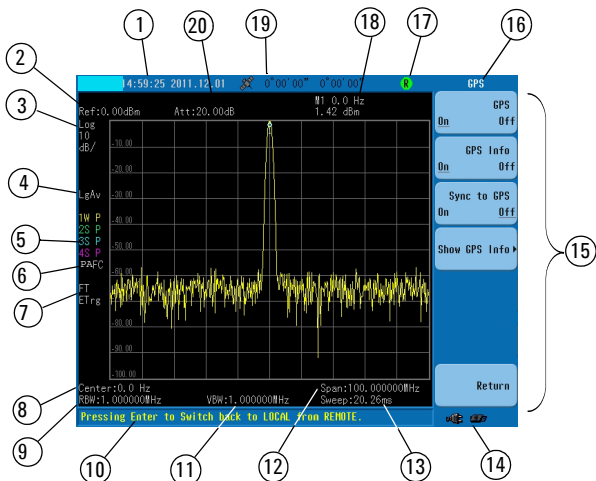 1
20
19
18
17
16
2
3
4
5
6
7
8
9
10
11
12
13
14
15
14:59:25 2011.12.01 0°00'00" 0°00'00" R GPS
M1 0.0 Hz
Ref:0.00dBm Att:20.00dB 1.42 dBm
Log
10
dB/
LgAv
1W P
2S P
3S P
4S P
PAFC
FT
ETrg
-10.00
-20.00
-30.00
-40.00
-50.00
-60.00
-80.00
-90.00
-100.00
Center:0.0 Hz Span:100.000000MHz
RBW:1.000000MHz VBW:1.000000MHz Sweep:20.26ms
Pressing Enter to Switch back to LOCAL from REMOTE.
GPS
On Off
GPS Info
On Off
Sync to GPS
On Off
Show GPS Info
Return